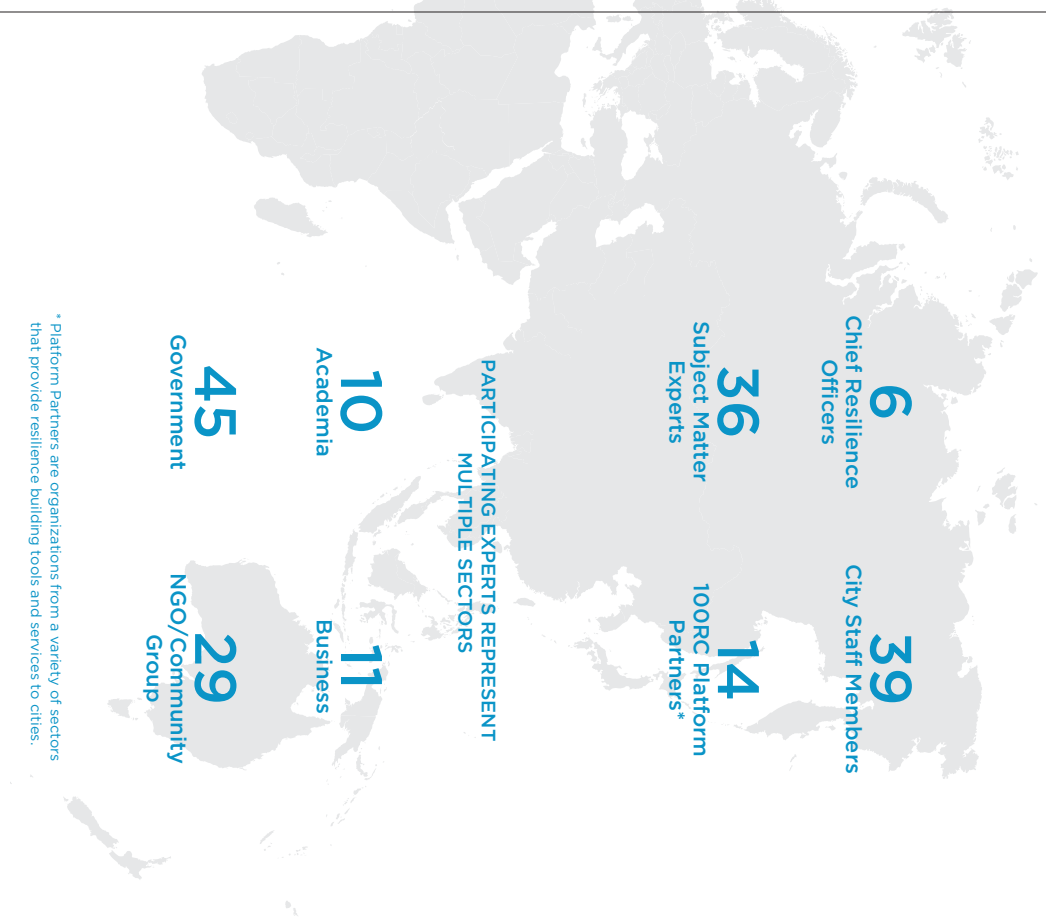 6
Chief Resilience
Officers
39
City Staff Members
36
Subject Matter
Experts
14
100RC Platform
Partners*
PARTICIPATING EXPERTS REPRESENT
MULTIPLE SECTORS
10
Academia
11
Business
45
Government
29
NGO/Community
Group
* Platform Partners are organizations from a variety of sectors
that provide resilience building tools and services to cities.